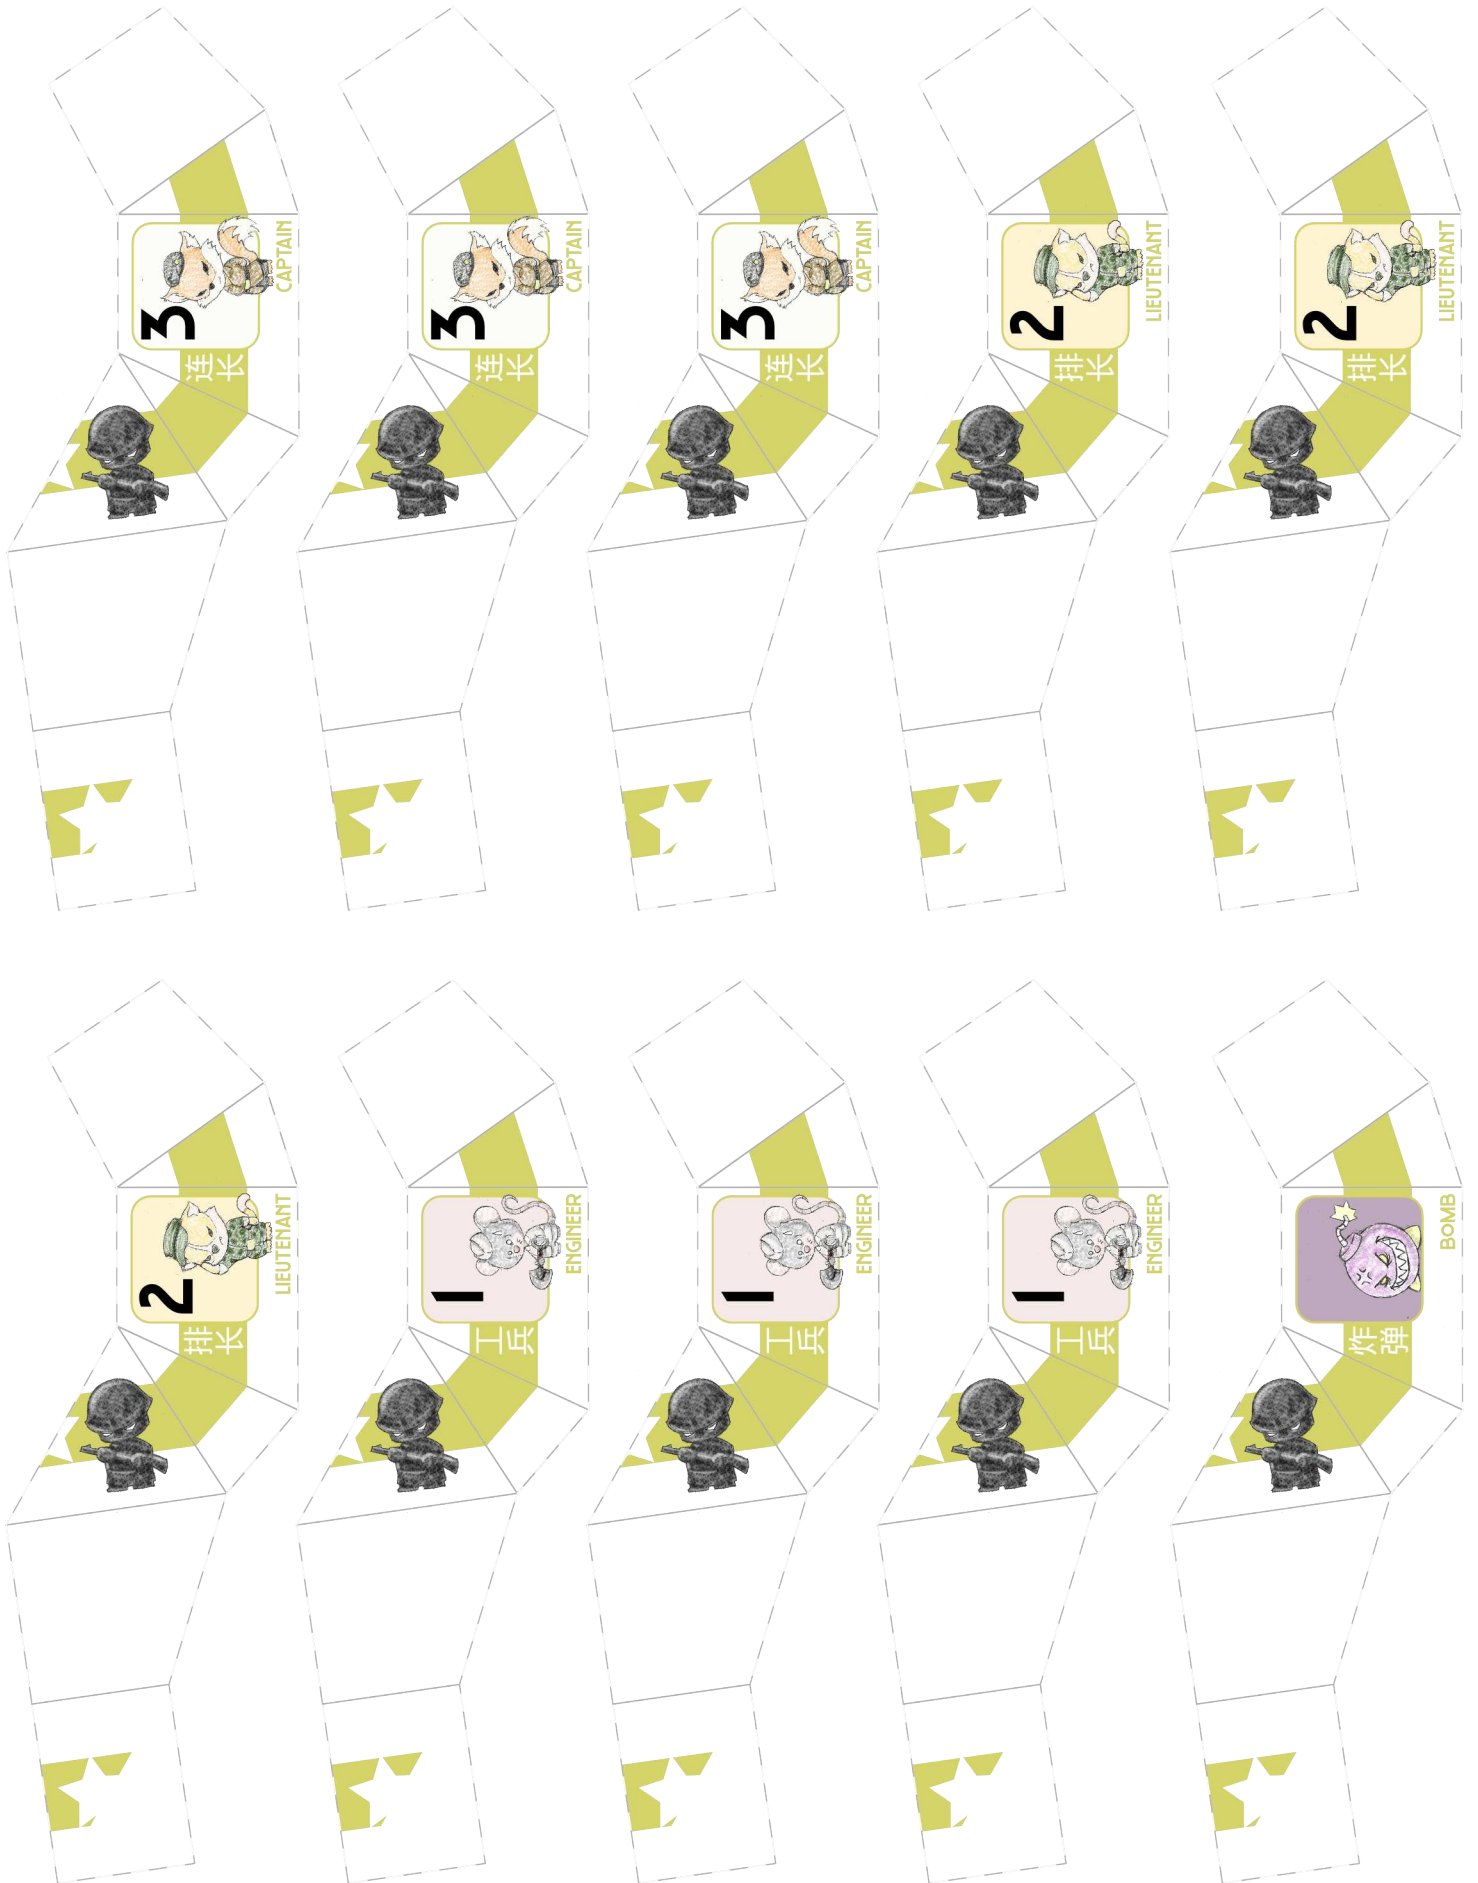 3
CAPTAIN
连长
3
CAPTAIN
连长
3
CAPTAIN
连长
2
LIEUTENANT
排长
2
LIEUTENANT
排长
2
LIEUTENANT
排长
1
ENGINEER
工兵
1
ENGINEER
工兵
1
ENGINEER
工兵
BOMB
炸弹